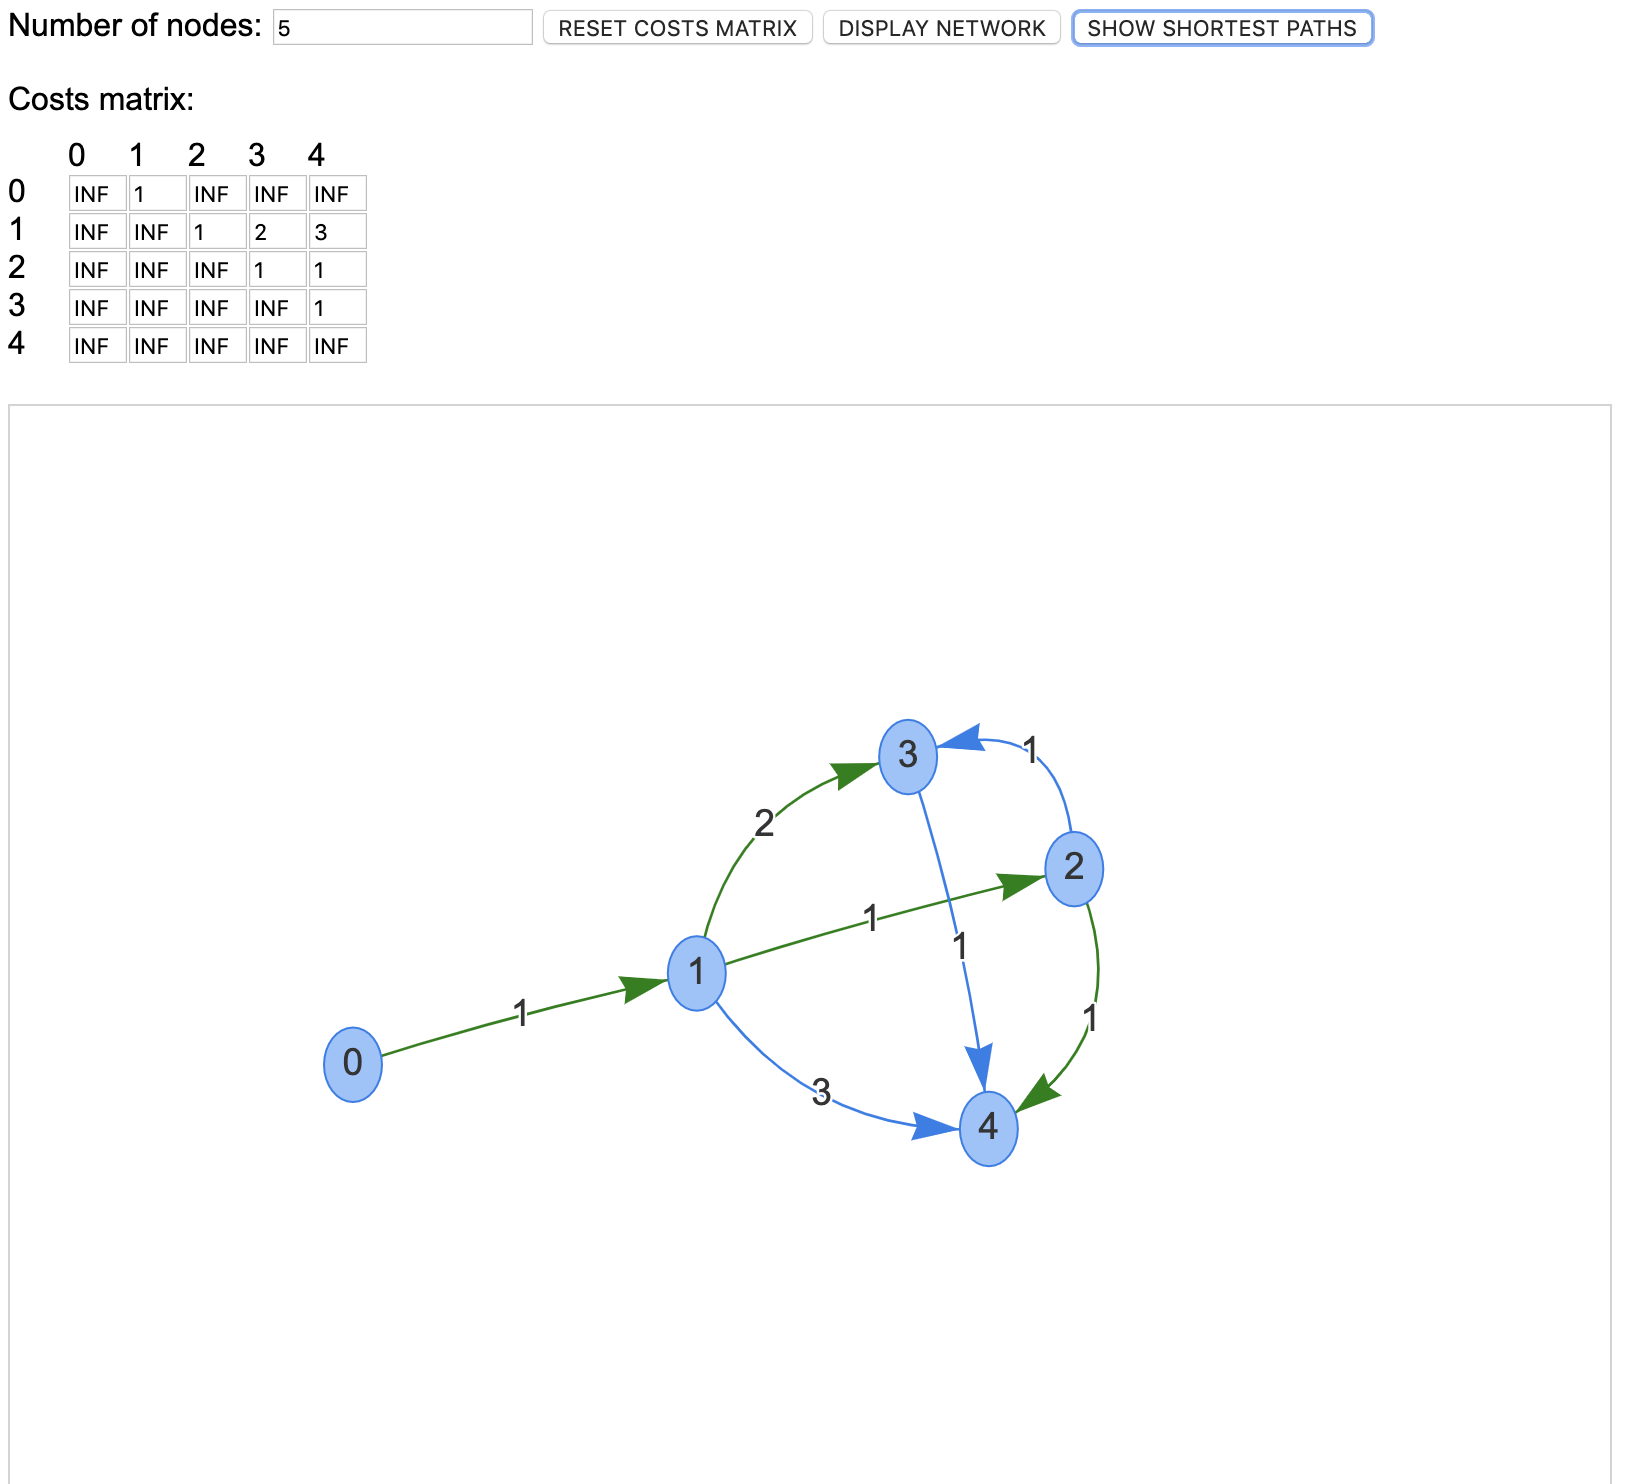 Number of nodes: 5 RESET COSTS MATRIX DISPLAY NETWORK SHOW SHORTEST PATHS
Costs matrix:
0 1 2 3 4
0 INF 1 INF INF INF
1 INF INF 1 2 3
2 INF INF INF 1 1
3 INF INF INF INF 1
4 INF INF INF INF INF
3
1
2
2
1
1
1
1
1
0
3
4